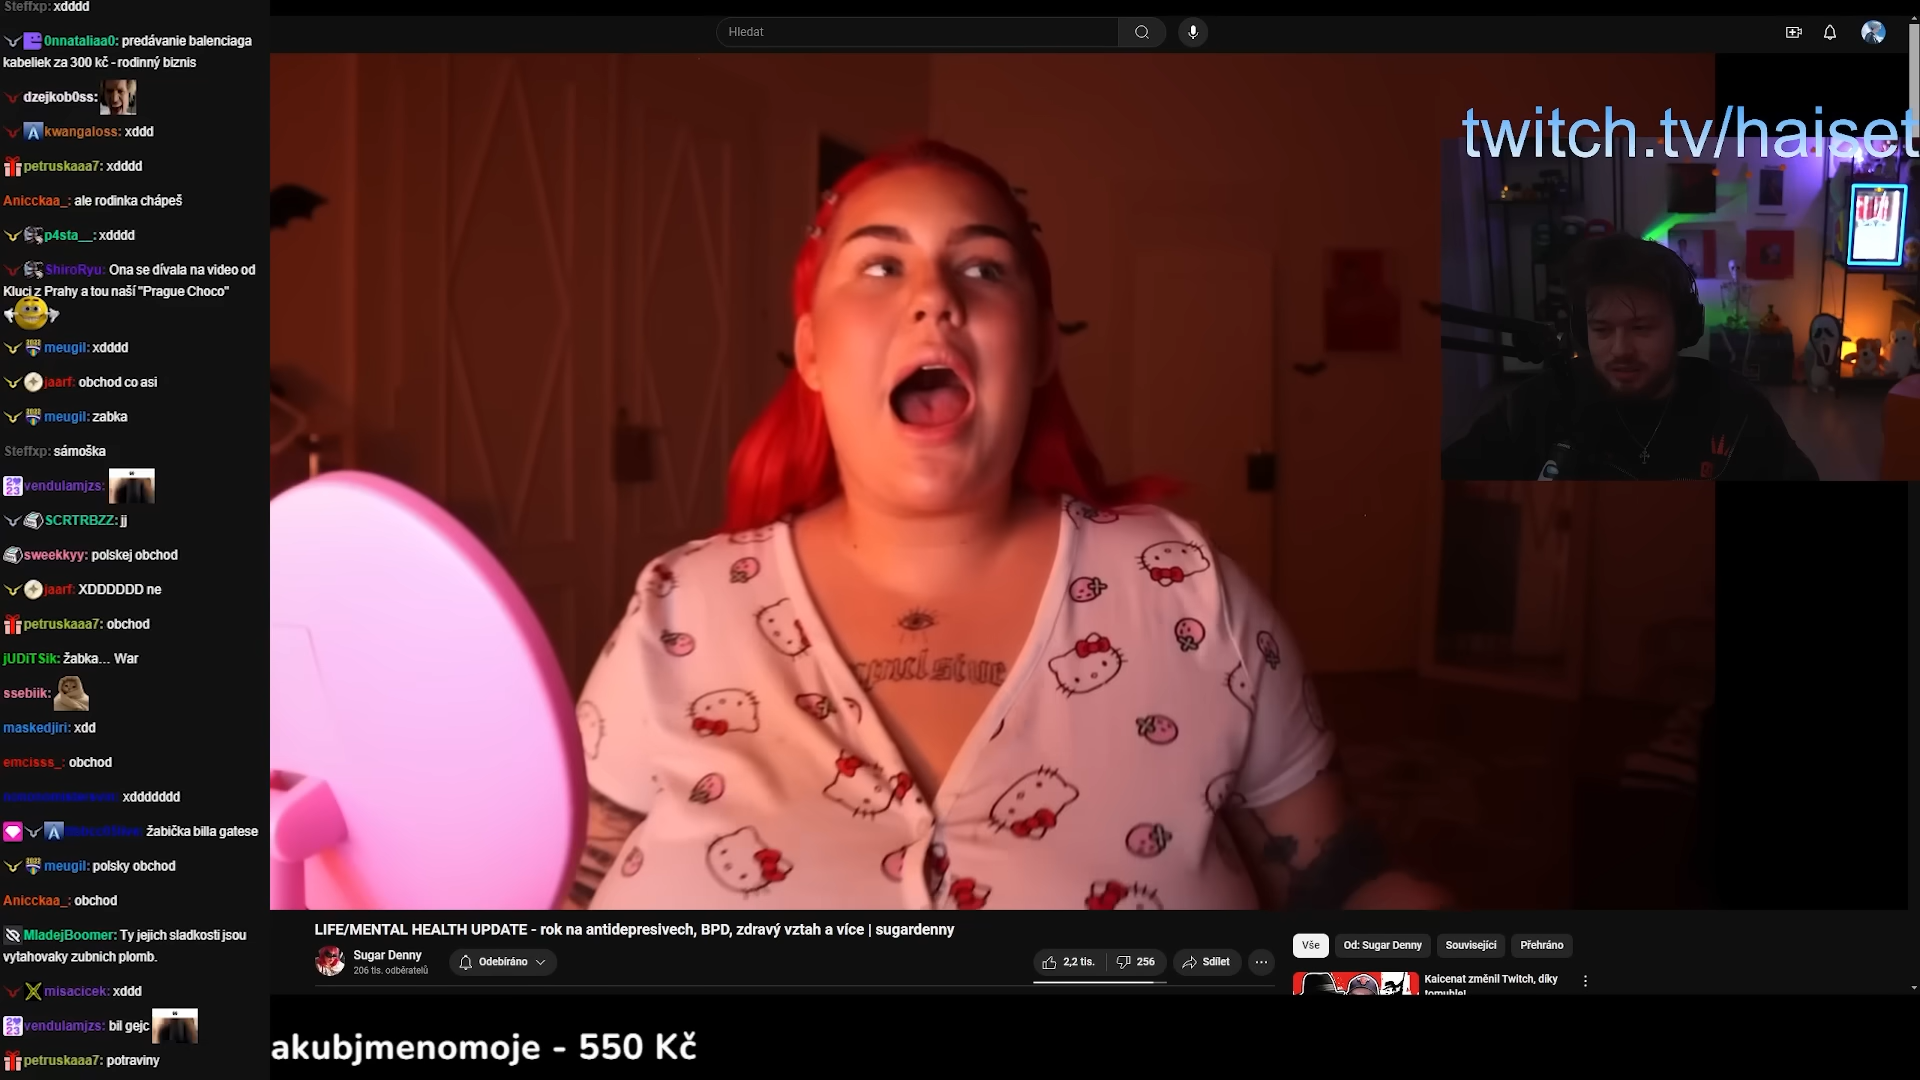 Steffxp: xdddd
0nnataliaa0: predávanie balenciaga
kabeliek za 300 kč - rodinný biznis
dzejkob0ss:
kwangaloss: xddd
petruskaaa7: xdddd
Anicckaa_: ale rodinka chápeš
p4sta__: xdddd
ShiroRyu: Ona se dívala na video od
Kluci z Prahy a tou naší "Prague Choco"
meugil: xdddd
jaarf: obchod co asi
meugil: zabka
Steffxp: sámoška
vendulamjzs:
SCRTRBZZ: jj
sweekkyy: polskej obchod
jaarf: XDDDDDD ne
petruskaaa7: obchod
jUDiTSik: žabka... War
ssebiik:
maskedjiri: xdd
emcisss_: obchod
xddddddd
žabička billa gatese
meugil: polsky obchod
Anicckaa_: obchod
MladejBoomer: Ty jejich sladkosti jsou
vytahovaky zubnich plomb.
misacicek: xddd
vendulamjzs: bil gejc
petruskaaa7: potraviny
Hledat
twitch.tv/haiset
LIFE/MENTAL HEALTH UPDATE - rok na antidepresivech, BPD, zdravý vztah a více | sugardenny
Sugar Denny
206 tis. odběratelů
Odebíráno
2,2 tis.
256
Sdílet
Vše
Od: Sugar Denny
Související
Přehráno
Kaicenat změnil Twitch, díky
tomuhle!
akubjmenomoje - 550 Kč